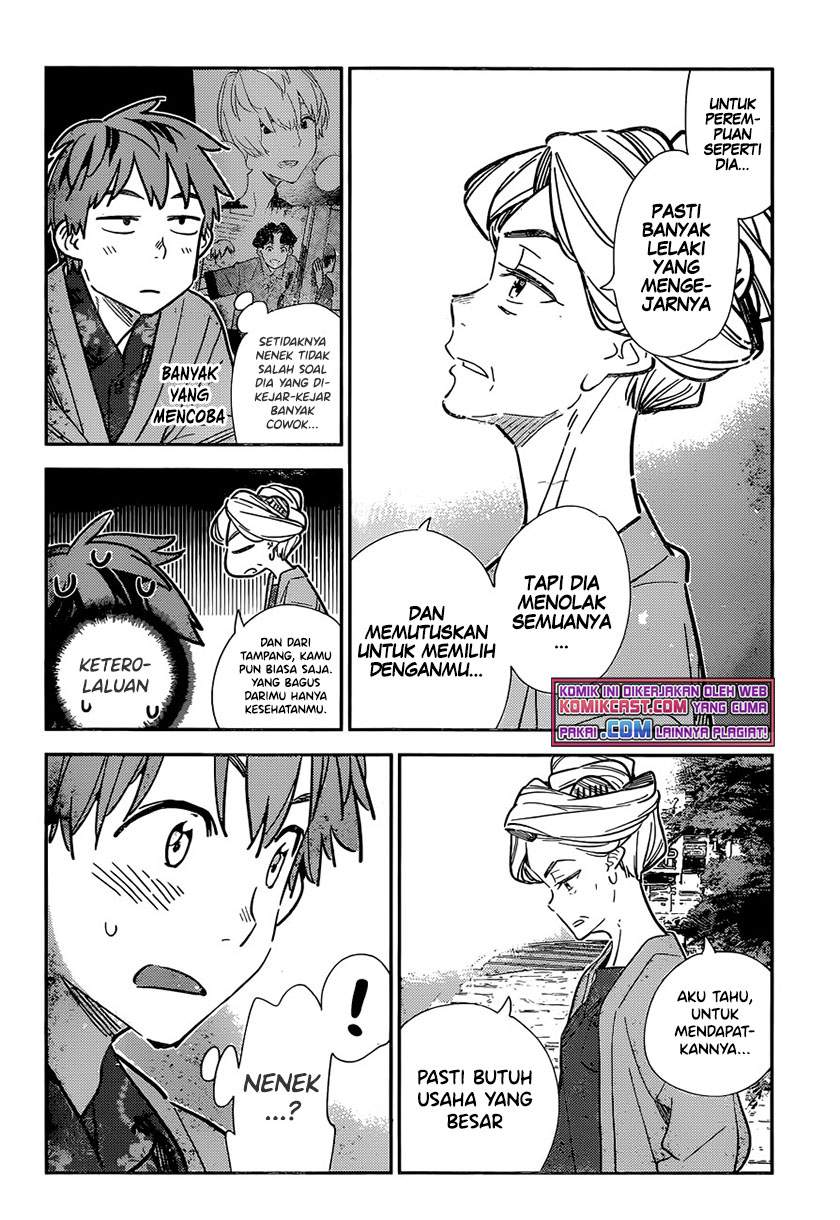 UNTUK
PEREM-
PUAN
SEPERTI
DIA...
PASTI
BANYAK
LELAKI
YANG
MENGE-
JARNYA
TAPI DIA
MENOLAK
SEMUANYA
...
DAN
MEMUTUSKAN
UNTUK MEMILIH
DENGANMU...
SETIDAKNYA
NENEK TIDAK
SALAH SOAL
DIA YANG DI-
KEJAR-KEJAR
BANYAK
COWOK...
BANYAK
YANG
MENCOBA
DAN DARI
TAMPANG, KAMU
PUN BIASA SAJA.
YANG BAGUS
DARIMU HANYA
KESEHATANMU.
KETERO-
LALUAN
KOMIK INI DIKERJAKAN OLEH WEB
KOMIKCAST.COM YANG CUMA
PAKAI .COM LAINNYA PLAGIAT!
AKU TAHU,
UNTUK
MENDAPAT-
KANNYA...
PASTI BUTUH
USAHA YANG
BESAR
!
NENEK
...?